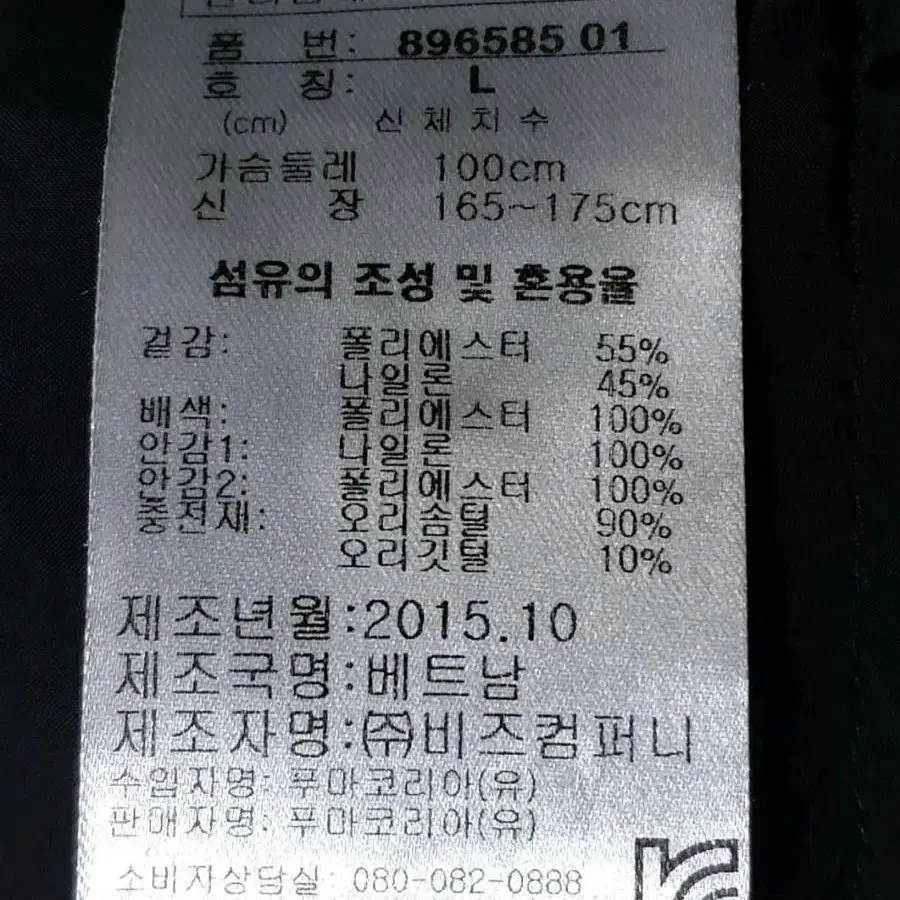 품 번: 896585 01
호 칭: L
(cm) 신체치수
가슴둘레 100cm
신 장 165~175cm
섬유의 조성 및 혼용율
겉감: 폴리에스터 55%
나일론 45%
배색: 폴리에스터 100%
안감1: 나일론 100%
안감2: 폴리에스터 100%
충전재: 오리솜털 90%
오리깃털 10%
제조년월:2015.10
제조국명:베트남
제조자명:㈜비즈컴퍼니
수입자명: 푸마코리아(유)
판매자명: 푸마코리아(유)
소비자상담실: 080-082-0888